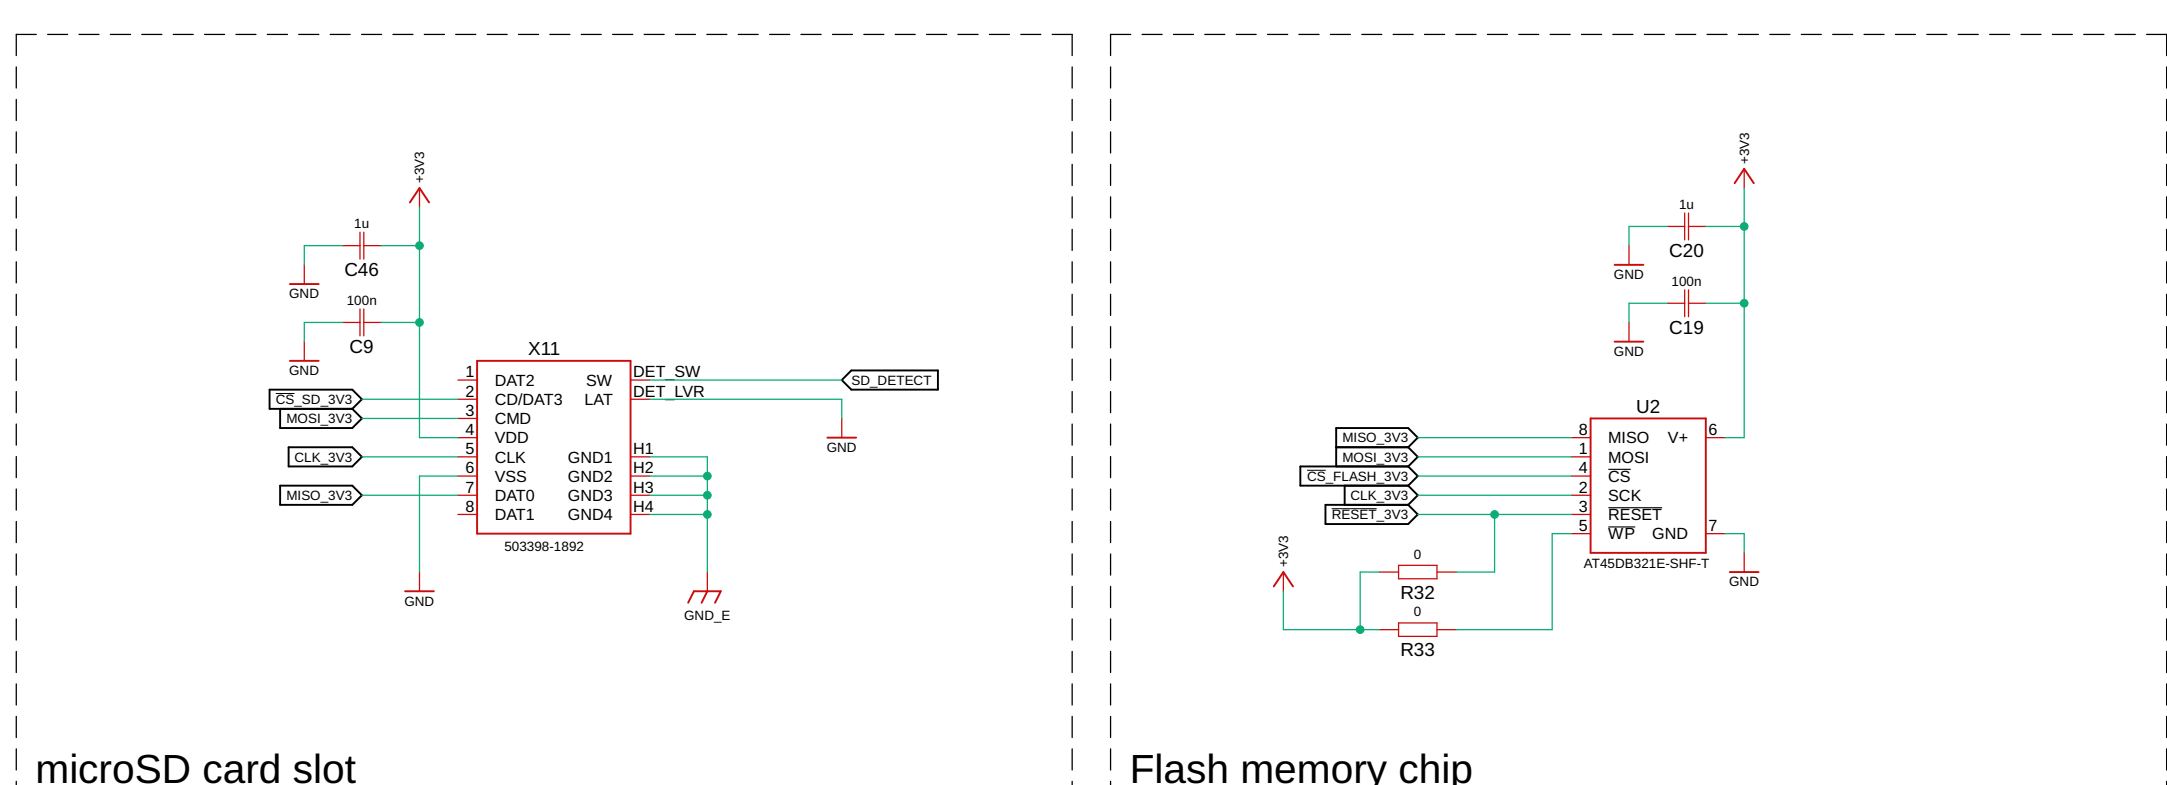 +3V3
1u
C46
GND
100n
C9
GND
X11
1 DAT2 SW DET_SW SD_DETECT
CS_SD_3V3 2 CD/DAT3 LAT DET_LVR
MOSI_3V3 3 CMD
4 VDD
GND
CLK_3V3 5 CLK GND1 H1
6 VSS GND2 H2
MISO_3V3 7 DAT0 GND3 H3
8 DAT1 GND4 H4
503398-1892
GND
GND_E
microSD card slot
+3V3
1u
C20
GND
100n
C19
GND
U2
MISO_3V3 8 MISO V+ 6
MOSI_3V3 1 MOSI
CS_FLASH_3V3 4 CS
CLK_3V3 2 SCK
RESET_3V3 3 RESET
5 WP GND 7
AT45DB321E-SHF-T
GND
+3V3
0
R32
0
R33
Flash memory chip